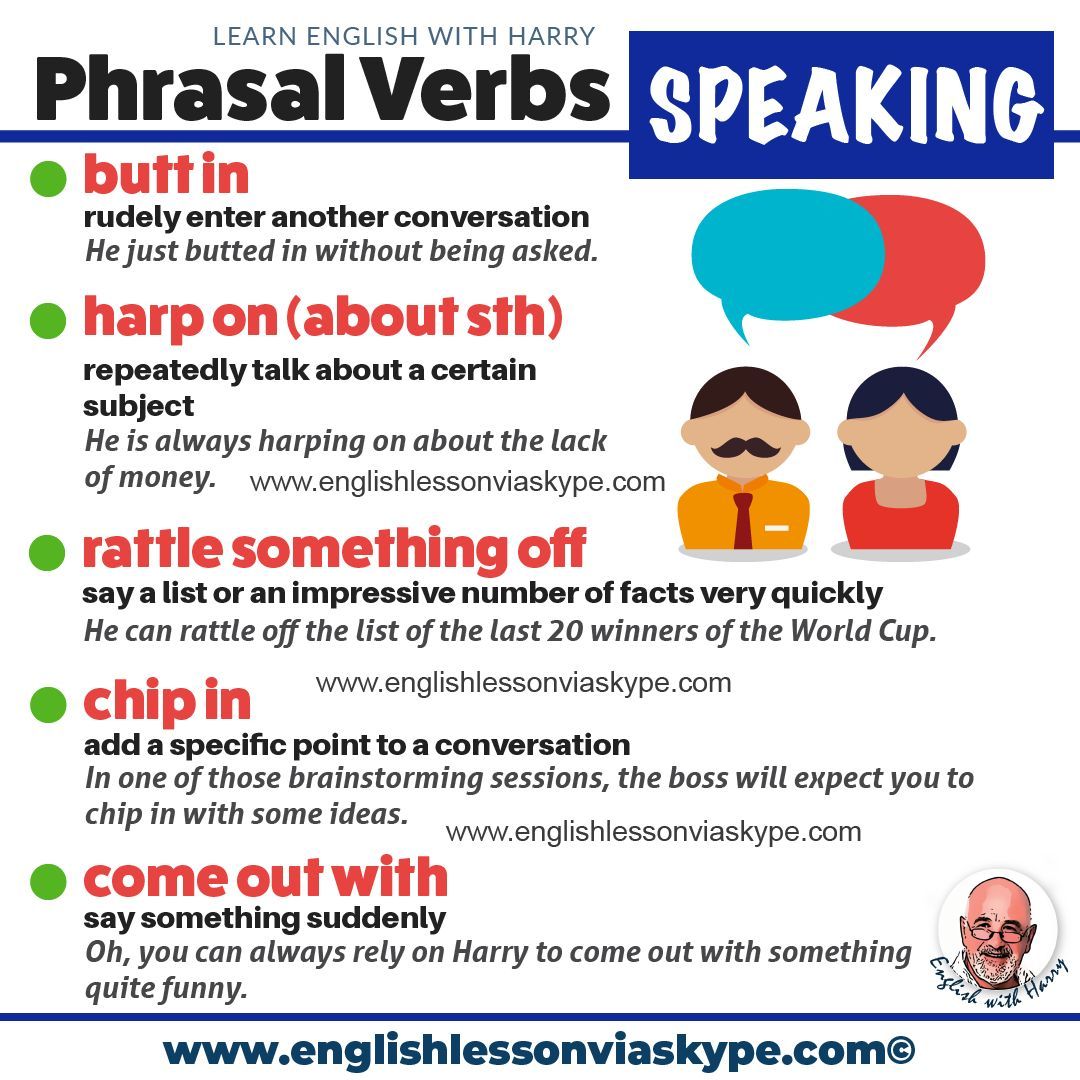 LEARN ENGLISH WITH HARRY
Phrasal Verbs
SPEAKING
butt in
rudely enter another conversation
He just butted in without being asked.
harp on (about sth)
repeatedly talk about a certain
subject
He is always harping on about the lack
of money.
www.englishlessonviaskype.com
rattle something off
say a list or an impressive number of facts very quickly
He can rattle off the list of the last 20 winners of the World Cup.
www.englishlessonviaskype.com
chip in
add a specific point to a conversation
In one of those brainstorming sessions, the boss will expect you to
chip in with some ideas.
www.englishlessonviaskype.com
come out with
say something suddenly
Oh, you can always rely on Harry to come out with something
quite funny.
English with Harry
www.englishlessonviaskype.com©